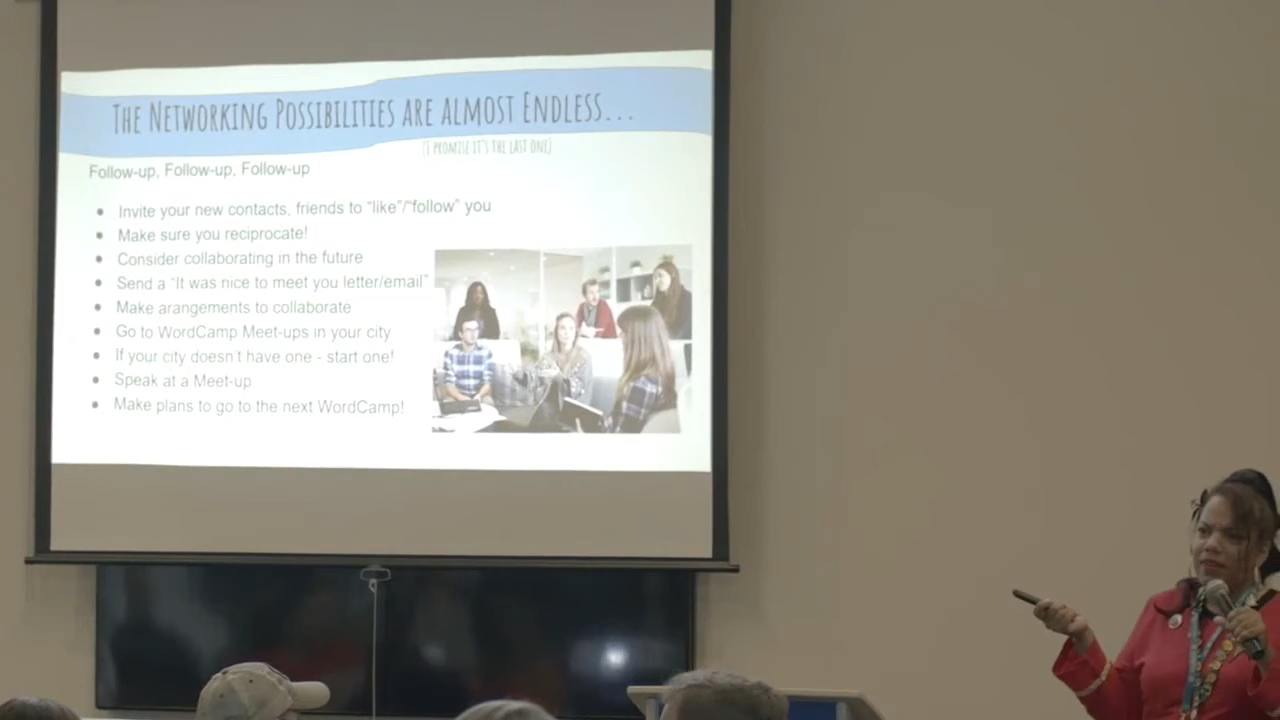 THE NETWORKING POSSIBILITIES ARE ALMOST ENDLESS...
(I PROMISE IT'S THE LAST ONE)
Follow-up, Follow-up, Follow-up
• Invite your new contacts, friends to "like"/"follow" you
• Make sure you reciprocate!
• Consider collaborating in the future
• Send a "It was nice to meet you letter/email"
• Make arangements to collaborate
• Go to WordCamp Meet-ups in your city
• If your city doesn't have one - start one!
• Speak at a Meet-up
• Make plans to go to the next WordCamp!